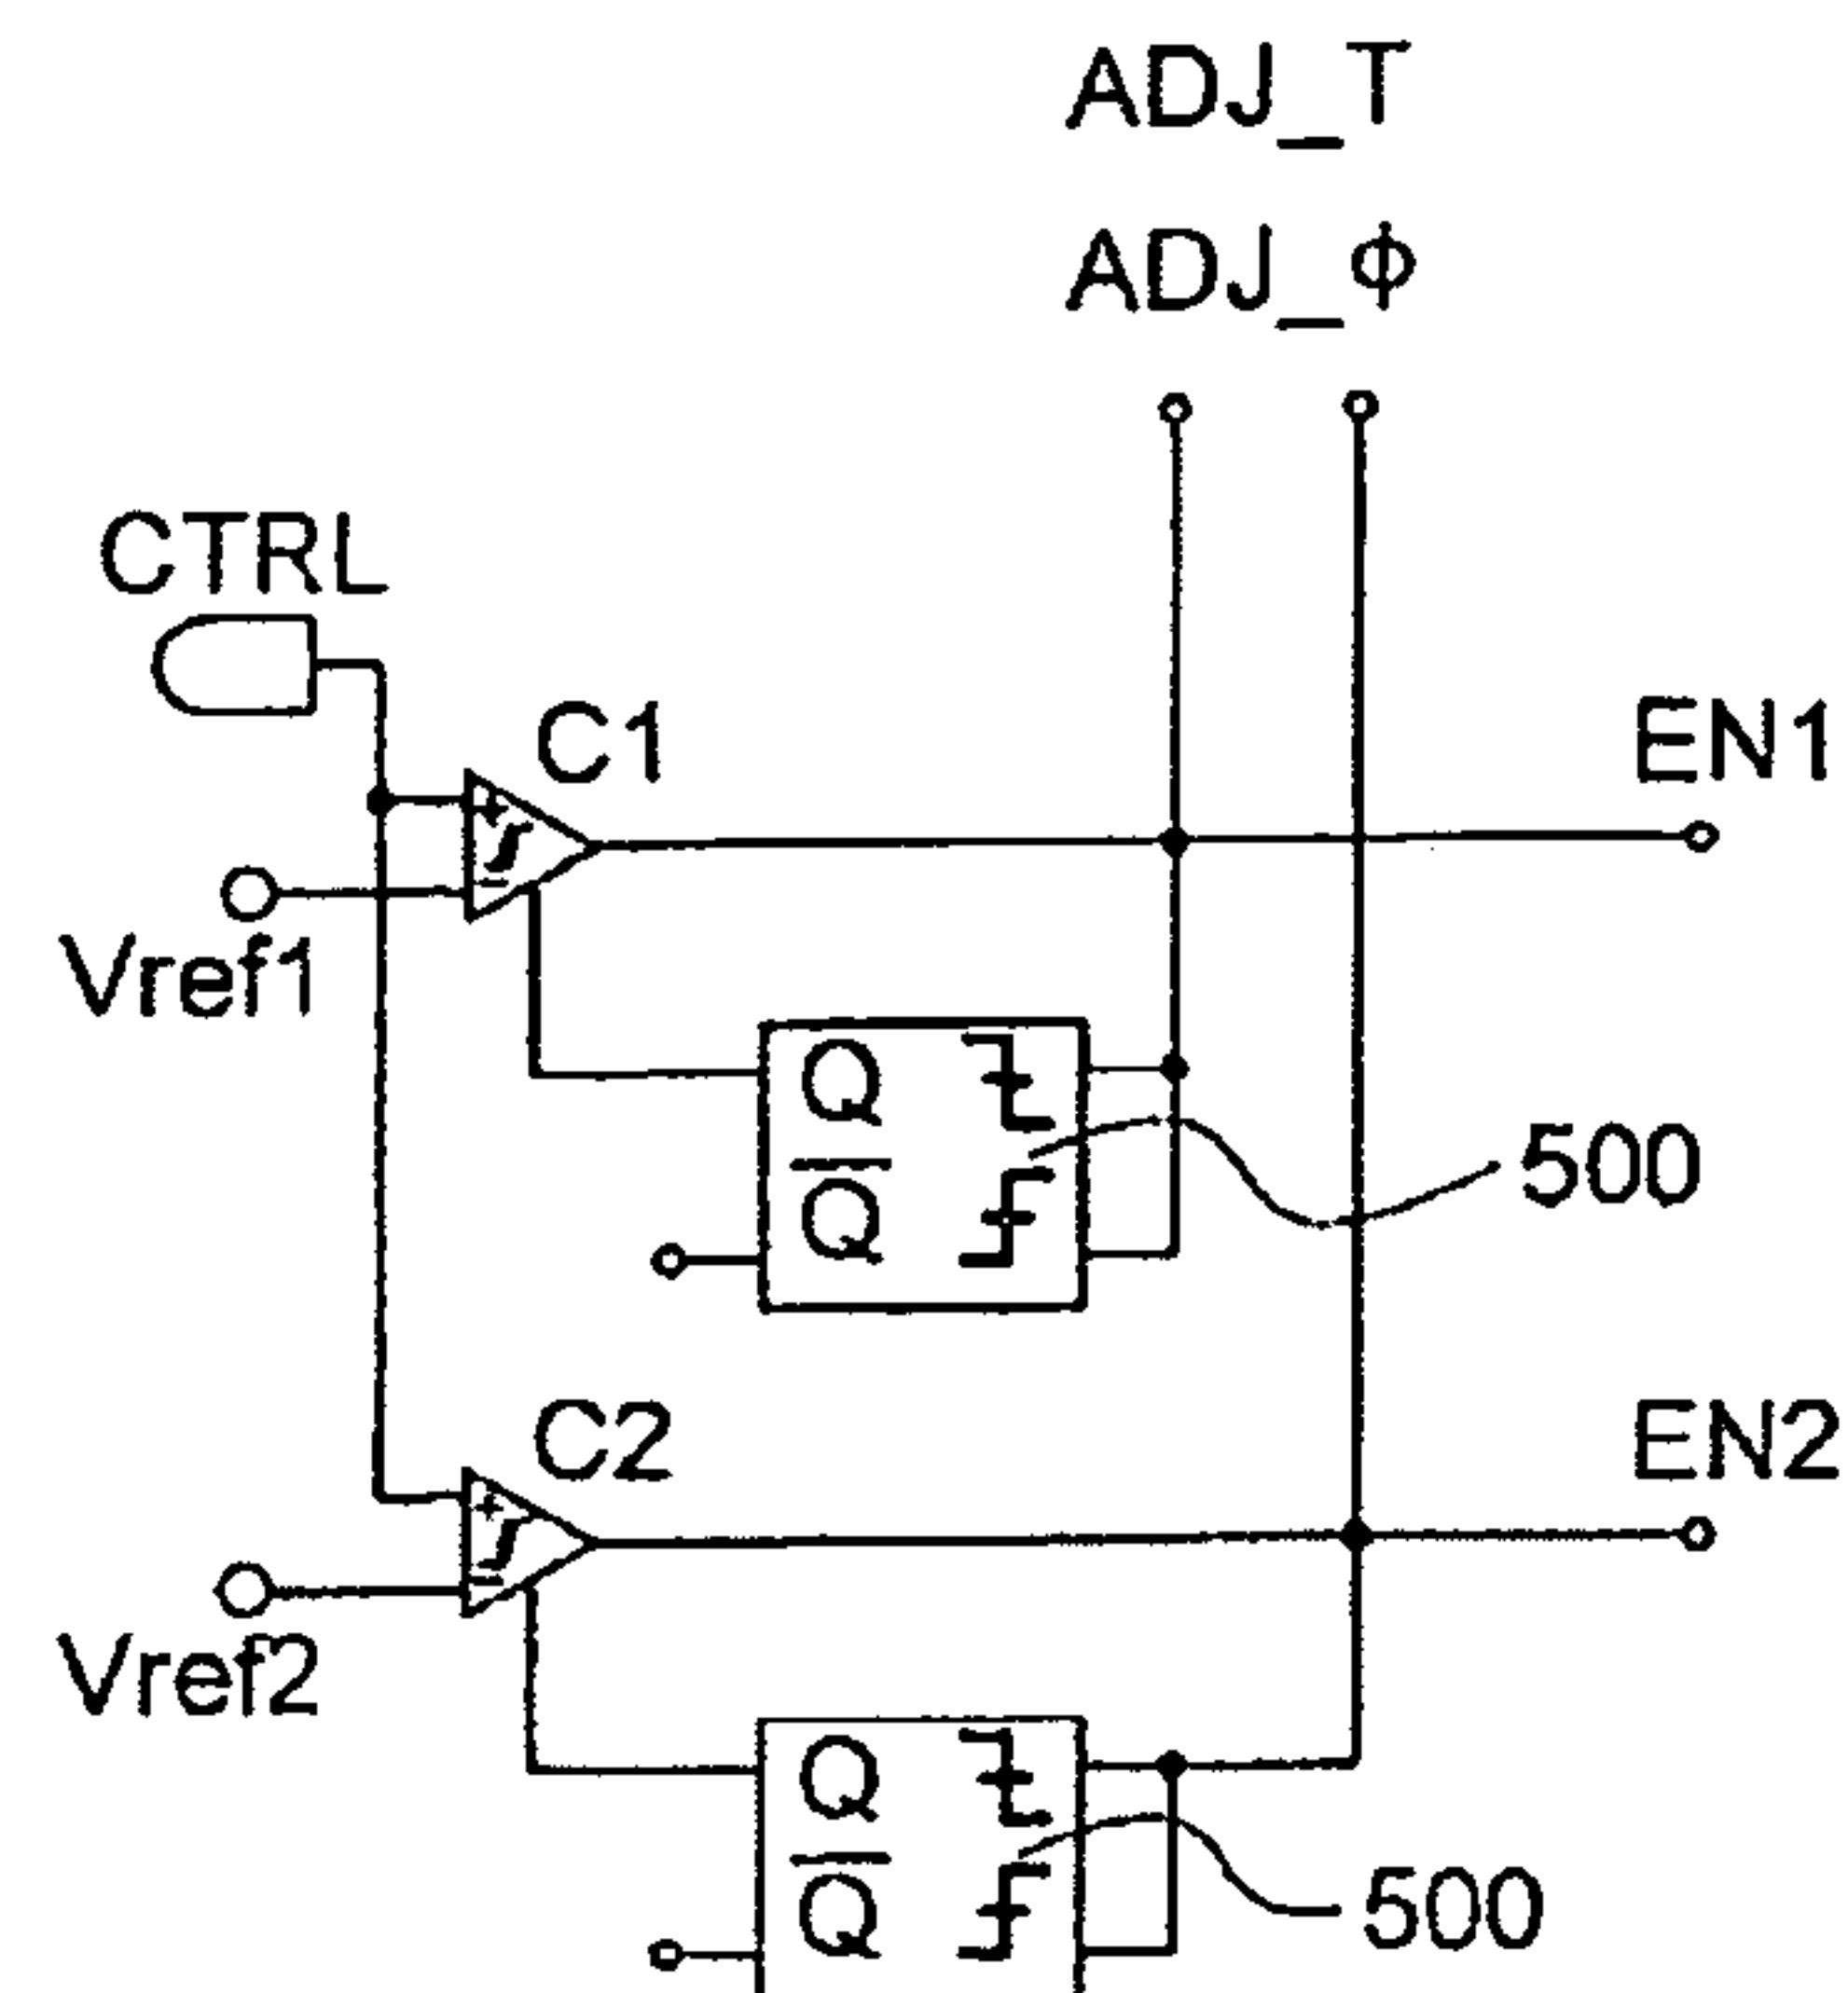 ADJ_T
ADJ_ϕ
CTRL
C1
EN1
+
−
Vref1
Q
Q̅
500
C2
EN2
+
−
Vref2
Q
Q̅
500